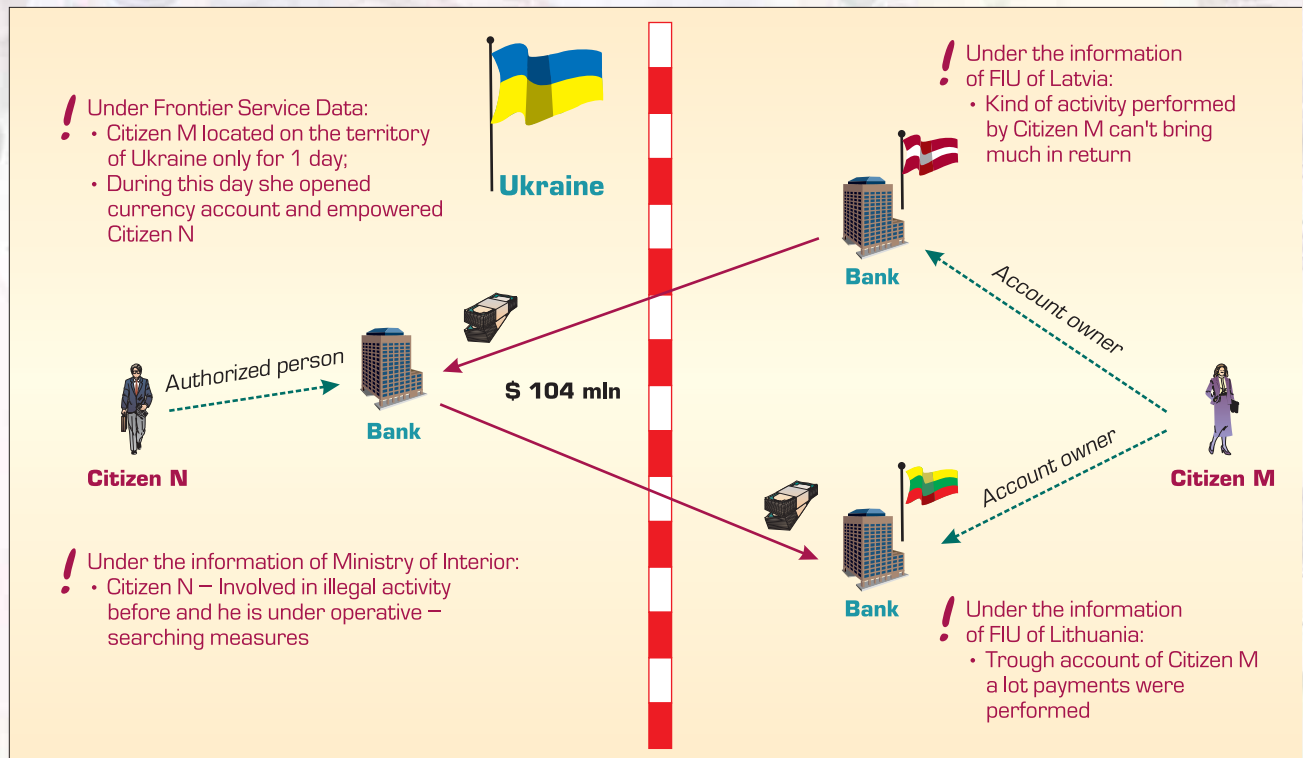 ! Under Frontier Service Data:
• Citizen M located on the territory
of Ukraine only for 1 day;
• During this day she opened
currency account and empowered
Citizen N
Ukraine
! Under the information
of FIU of Latvia:
• Kind of activity performed
by Citizen M can't bring
much in return
Bank
Account owner
Authorized person
Bank
$ 104 mln
Citizen N
Account owner
Citizen M
Bank
! Under the information of Ministry of Interior:
• Citizen N – Involved in illegal activity
before and he is under operative –
searching measures
! Under the information
of FIU of Lithuania:
• Trough account of Citizen M
a lot payments were
performed